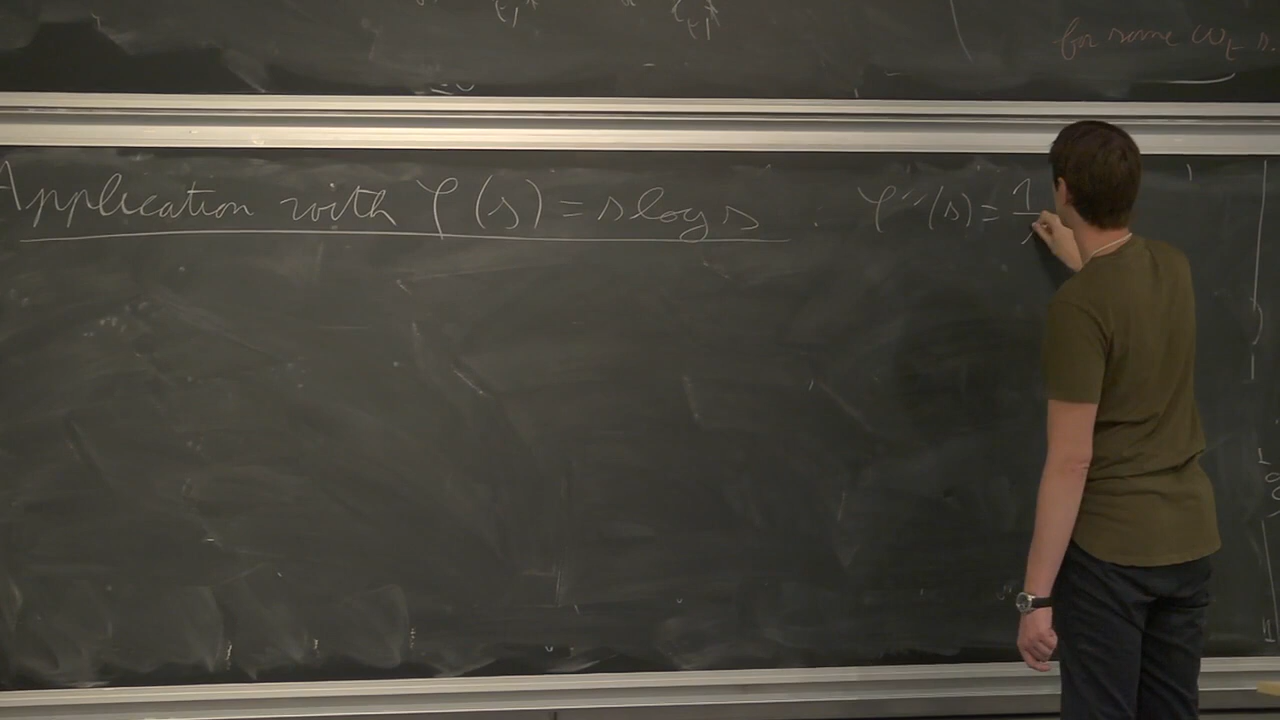 for some ω
Application with φ(s) = s log s . φ''(s) = 1/